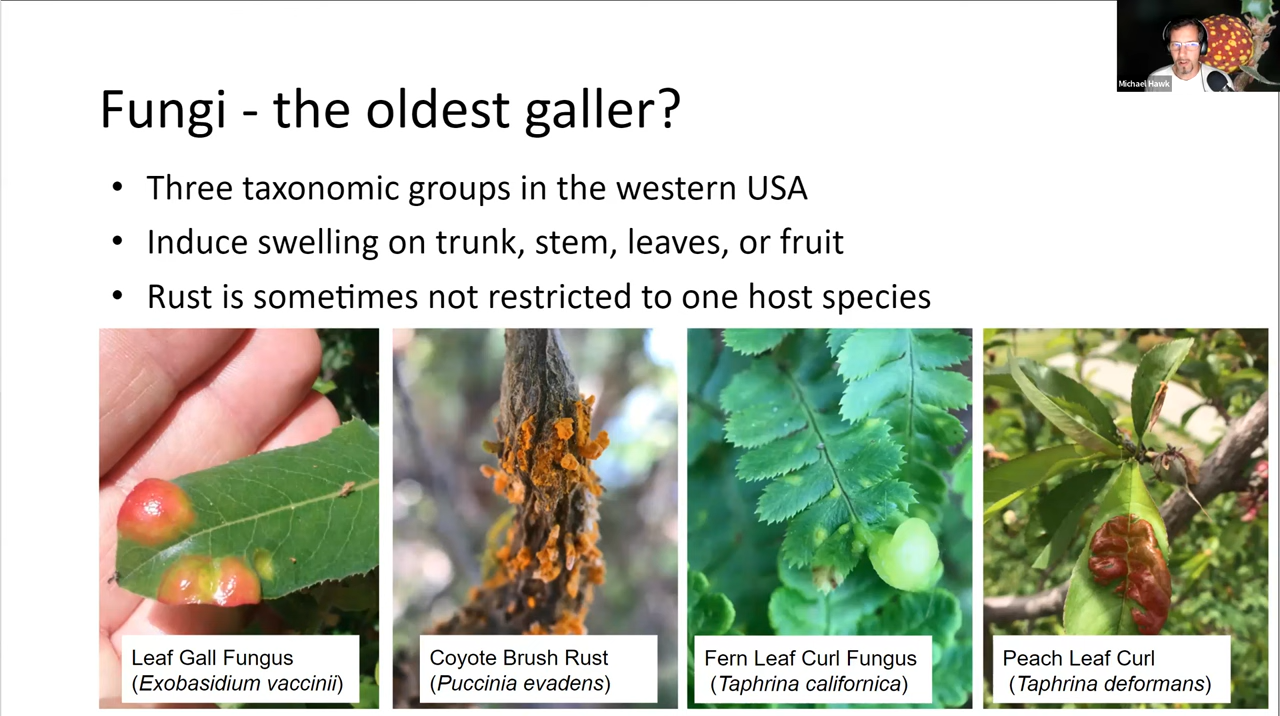 Michael Hawk
Fungi - the oldest galler?
• Three taxonomic groups in the western USA
• Induce swelling on trunk, stem, leaves, or fruit
• Rust is sometimes not restricted to one host species
Leaf Gall Fungus
(Exobasidium vaccinii)
Coyote Brush Rust
(Puccinia evadens)
Fern Leaf Curl Fungus
(Taphrina californica)
Peach Leaf Curl
(Taphrina deformans)